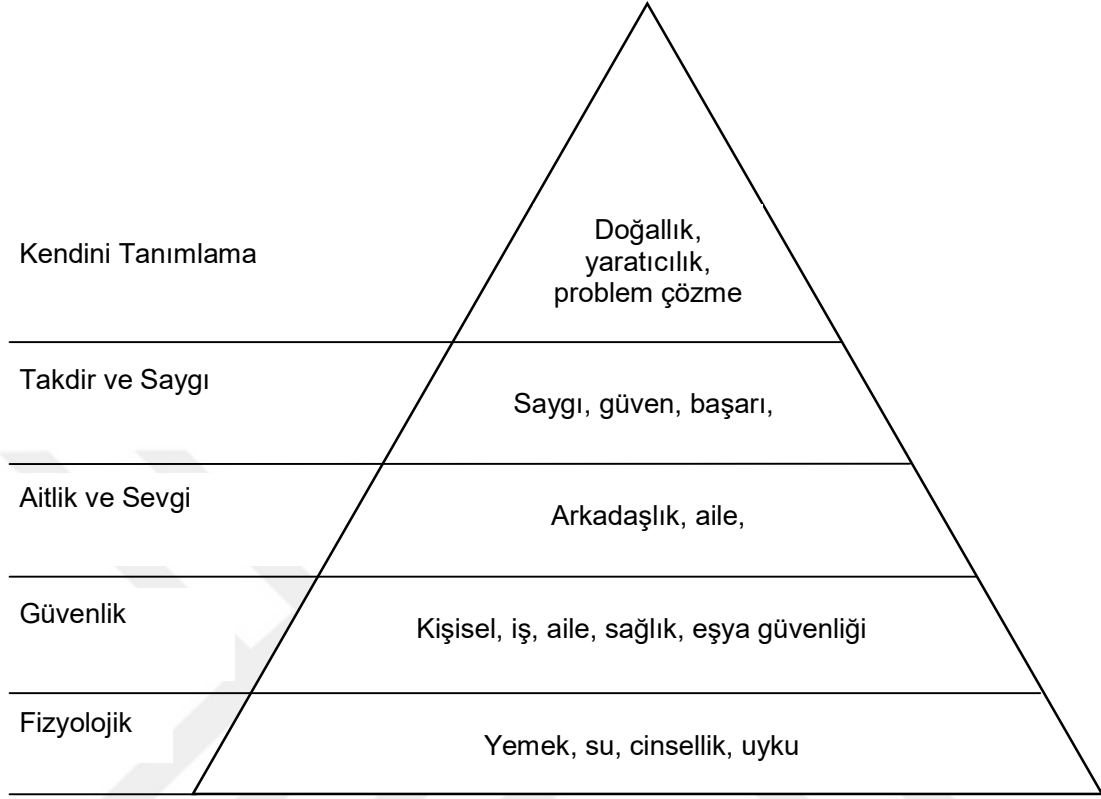 Kendini Tanımlama
Doğallık,
yaratıcılık,
problem çözme
Takdir ve Saygı
Saygı, güven, başarı,
Aitlik ve Sevgi
Arkadaşlık, aile,
Güvenlik
Kişisel, iş, aile, sağlık, eşya güvenliği
Fizyolojik
Yemek, su, cinsellik, uyku